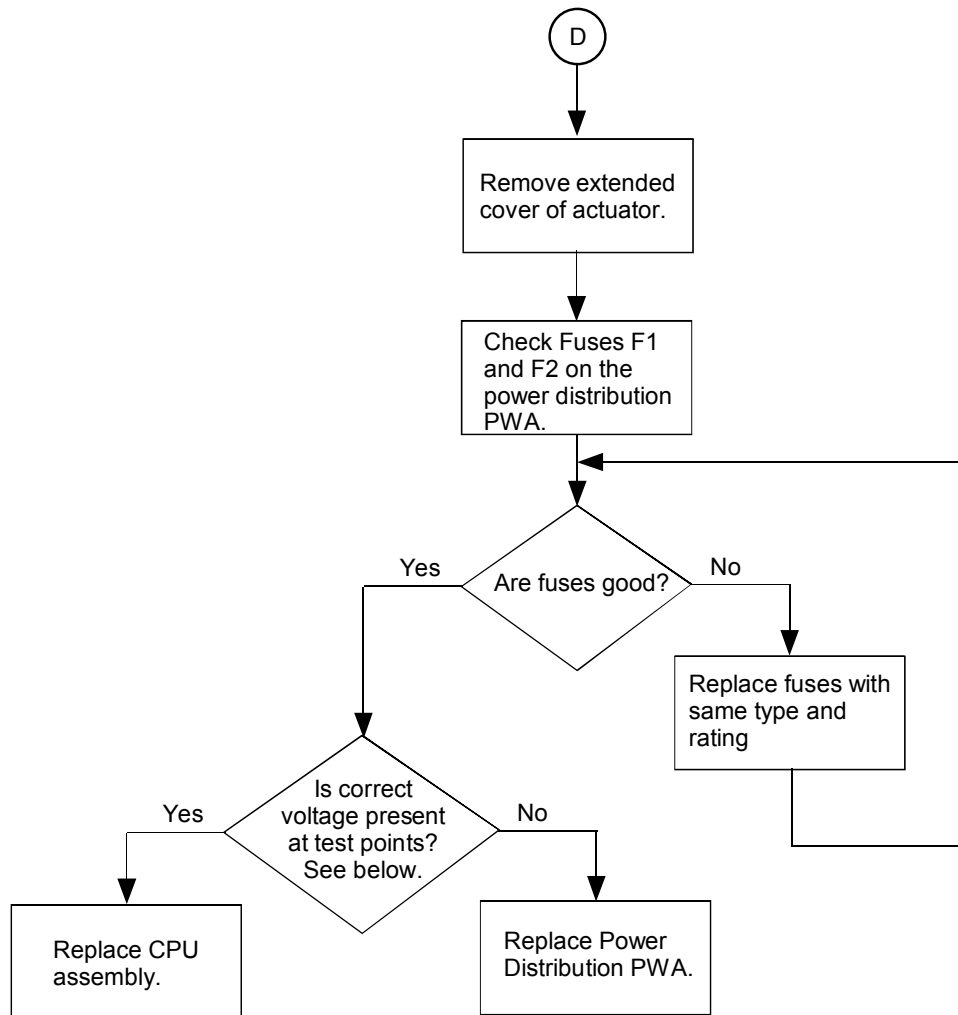 D
Remove extended
cover of actuator.
Check Fuses F1
and F2 on the
power distribution
PWA.
Are fuses good?
Yes
No
Replace fuses with
same type and
rating
Is correct
voltage present
at test points?
See below.
Yes
No
Replace CPU
assembly.
Replace Power
Distribution PWA.